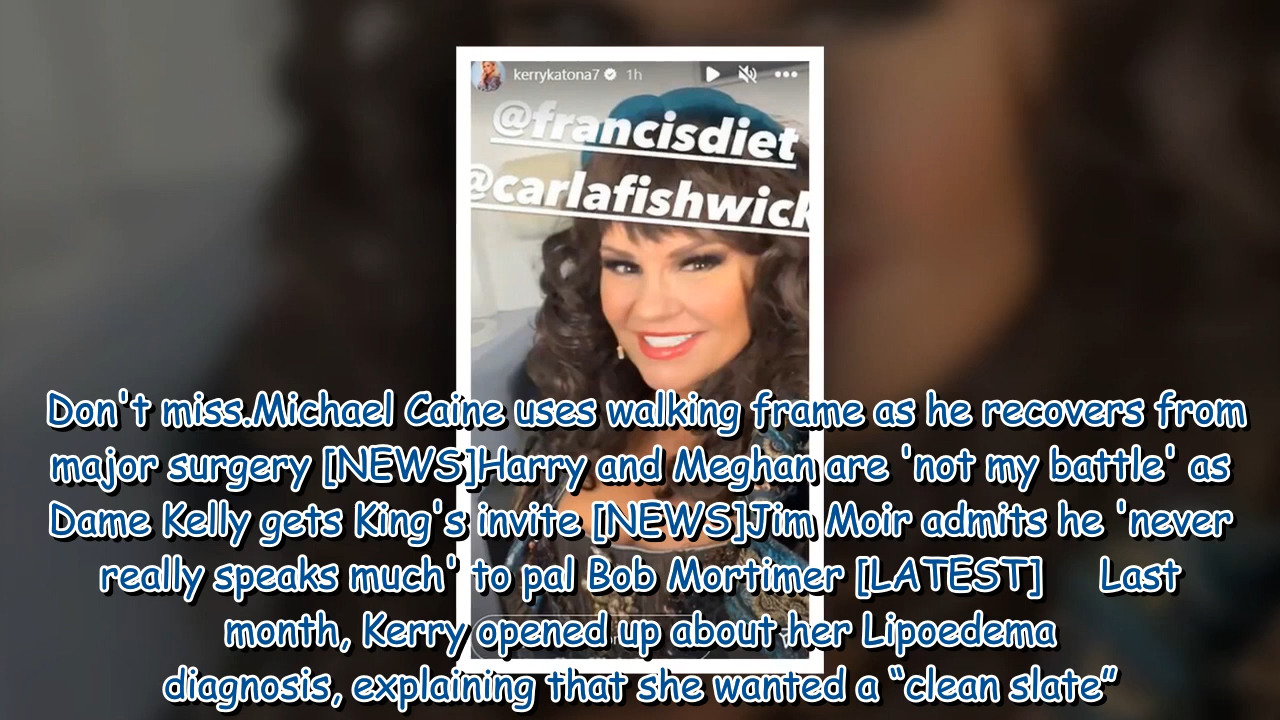 kerrykatona7 1h
@francisdiet
@carlafishwick
Don't miss.Michael Caine uses walking frame as he recovers from
major surgery [NEWS]Harry and Meghan are 'not my battle' as
Dame Kelly gets King's invite [NEWS]Jim Moir admits he 'never
really speaks much' to pal Bob Mortimer [LATEST] Last
month, Kerry opened up about her Lipoedema
diagnosis, explaining that she wanted a “clean slate”